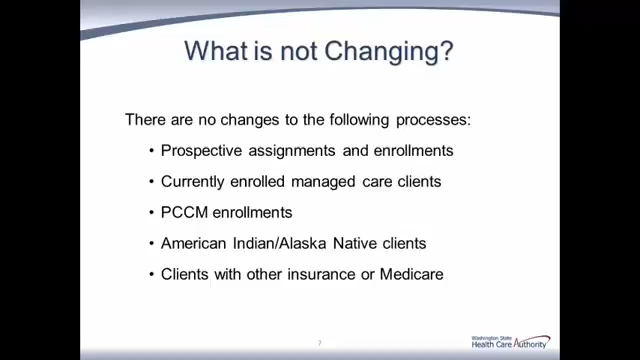 What is not Changing?
There are no changes to the following processes:
• Prospective assignments and enrollments
• Currently enrolled managed care clients
• PCCM enrollments
• American Indian/Alaska Native clients
• Clients with other insurance or Medicare
7
Washington State
Health Care Authority